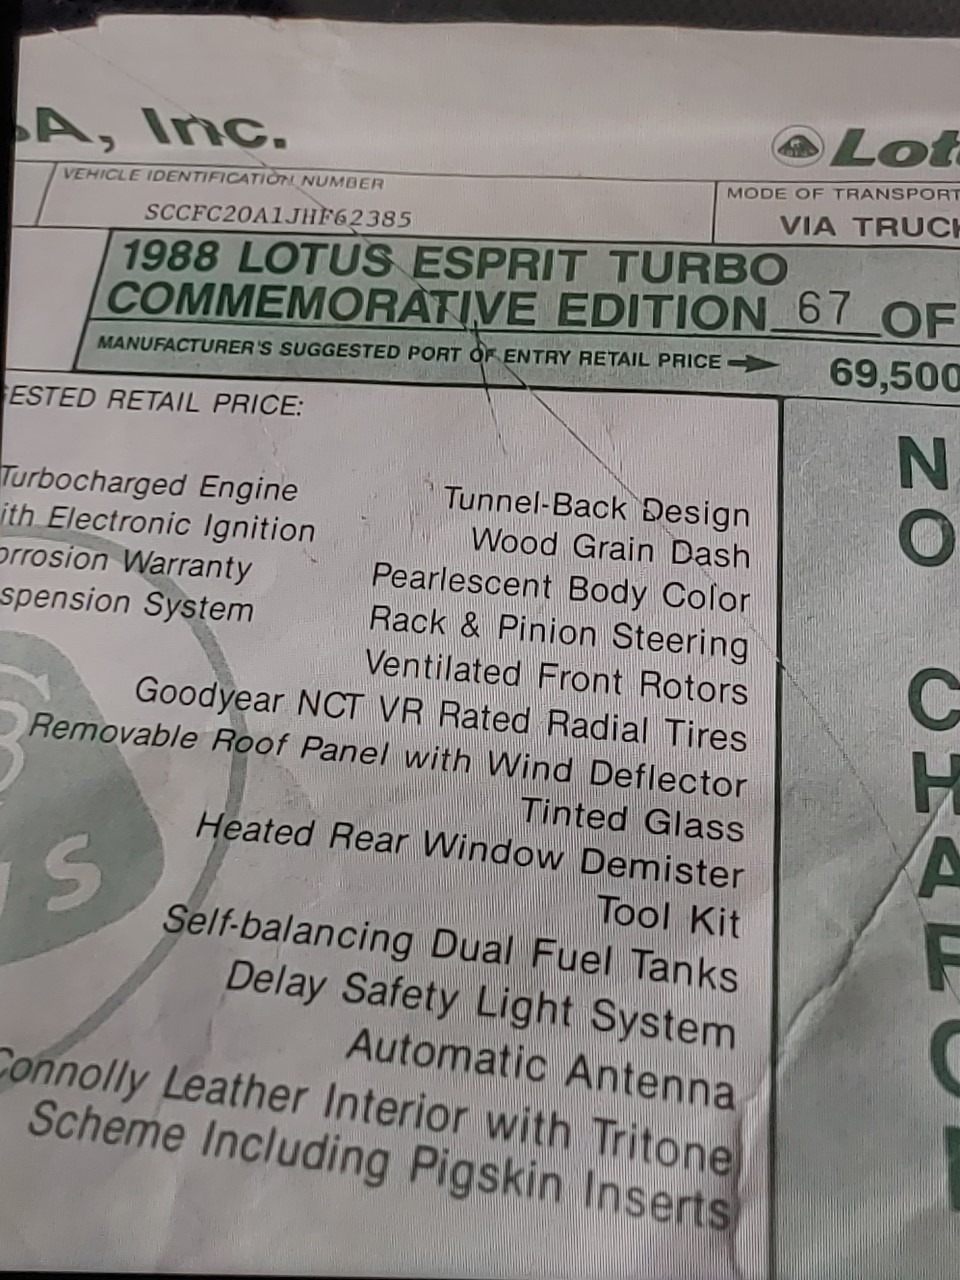 SA, Inc.
Lot
VEHICLE IDENTIFICATION NUMBER
MODE OF TRANSPORT
SCCFC20A1JHF62385
VIA TRUCK
1988 LOTUS ESPRIT TURBO
COMMEMORATIVE EDITION 67 OF
MANUFACTURER'S SUGGESTED PORT OF ENTRY RETAIL PRICE
69,500
ESTED RETAIL PRICE:
Turbocharged Engine
ith Electronic Ignition
orrosion Warranty
spension System
Tunnel-Back Design
Wood Grain Dash
Pearlescent Body Color
Rack & Pinion Steering
Ventilated Front Rotors
Goodyear NCT VR Rated Radial Tires
Removable Roof Panel with Wind Deflector
Tinted Glass
Heated Rear Window Demister
Tool Kit
Self-balancing Dual Fuel Tanks
Delay Safety Light System
Automatic Antenna
Connolly Leather Interior with Tritone
Scheme Including Pigskin Inserts
NO
CHA